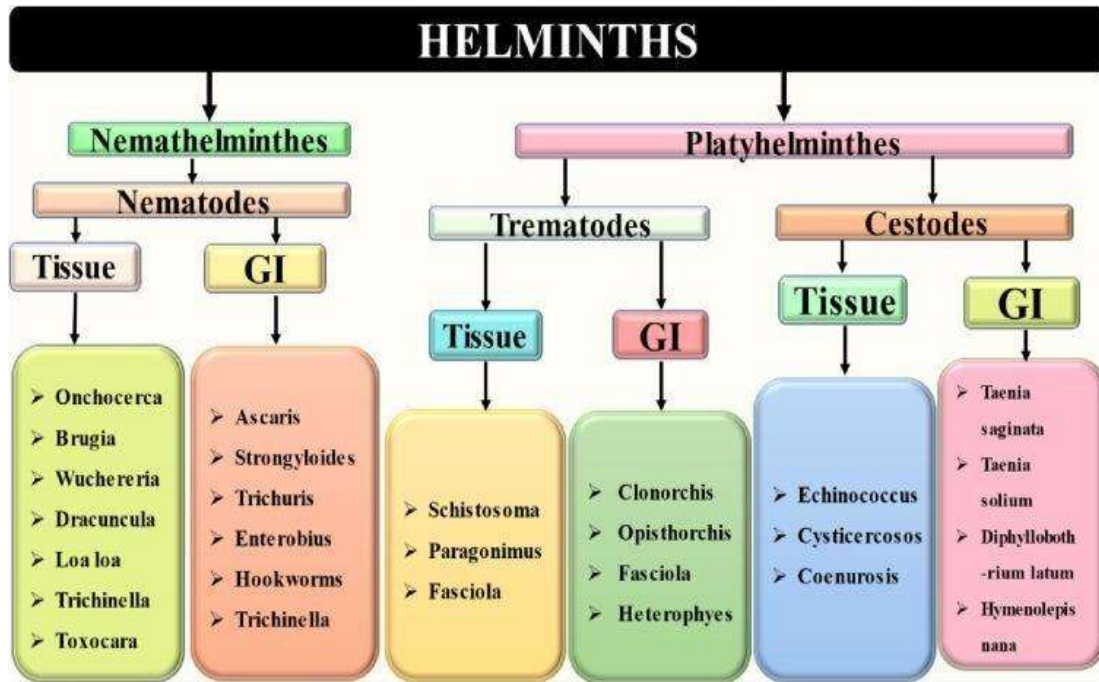 HELMINTHS
Nemathelminthes
Platyhelminthes
Nematodes
Trematodes
Cestodes
Tissue
GI
Tissue
GI
Tissue
GI
➢ Onchocerca
➢ Brugia
➢ Wuchereria
➢ Dracuncula
➢ Loa loa
➢ Trichinella
➢ Toxocara
➢ Ascaris
➢ Strongyloides
➢ Trichuris
➢ Enterobius
➢ Hookworms
➢ Trichinella
➢ Schistosoma
➢ Paragonimus
➢ Fasciola
➢ Clonorchis
➢ Opisthorchis
➢ Fasciola
➢ Heterophyes
➢ Echinococcus
➢ Cysticercosos
➢ Coenurosis
➢ Taenia
saginata
➢ Taenia
solium
➢ Diphylloboth
-rium latum
➢ Hymenolepis
nana